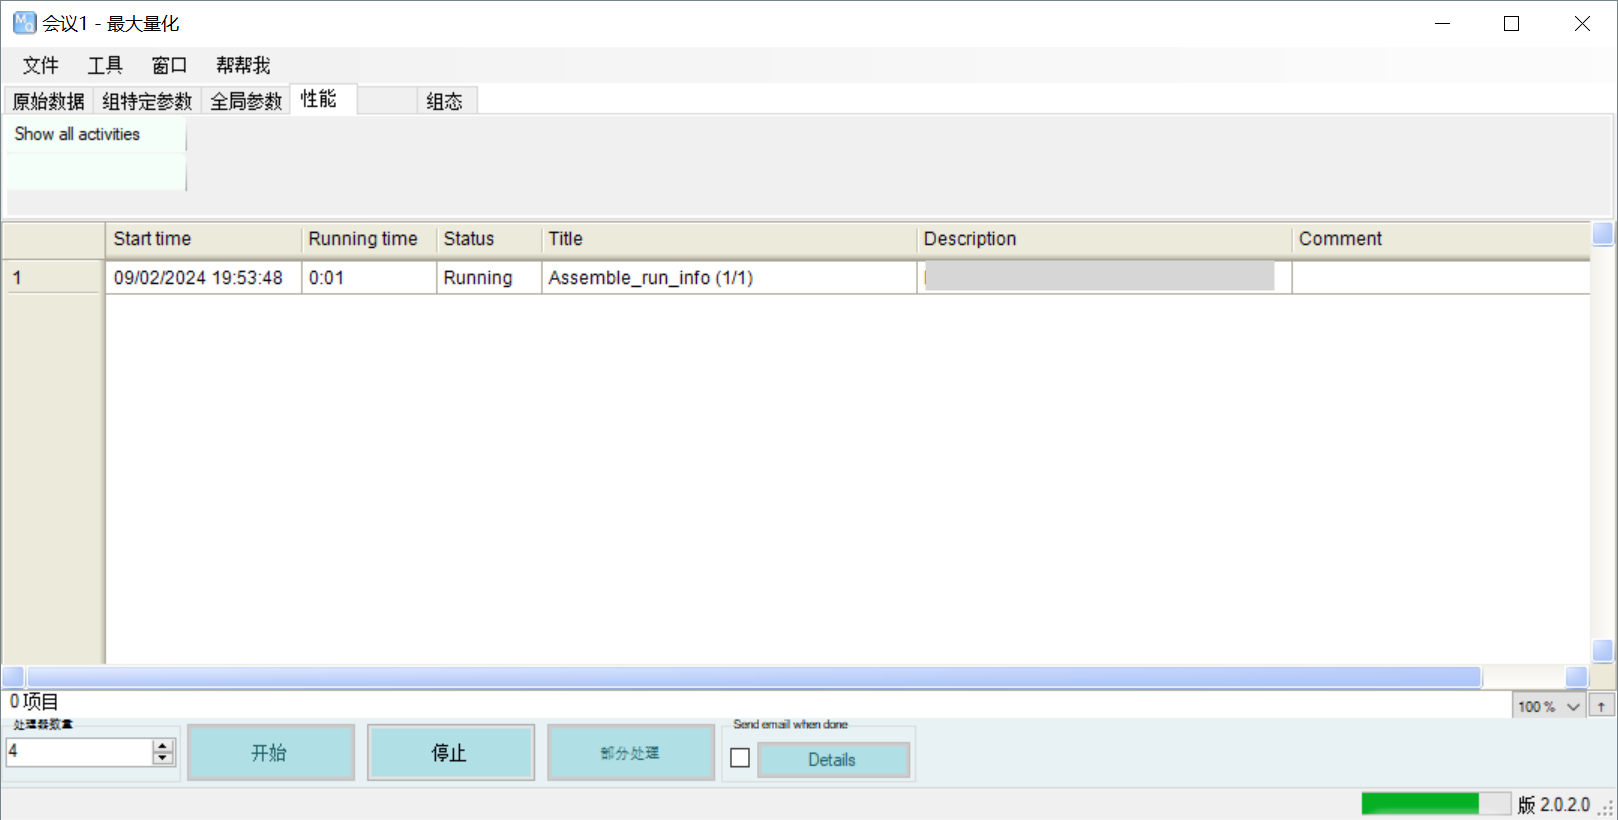 会议1 - 最大量化
文件 工具 窗口 帮帮我
原始数据 组特定参数 全局参数 性能 组态
Show all activities
Start time Running time Status Title Description Comment
1 09/02/2024 19:53:48 0:01 Running Assemble_run_info (1/1)
0 项目
100 %
处理器数量
Send email when done
4 开始 停止 部分处理 Details
版 2.0.2.0